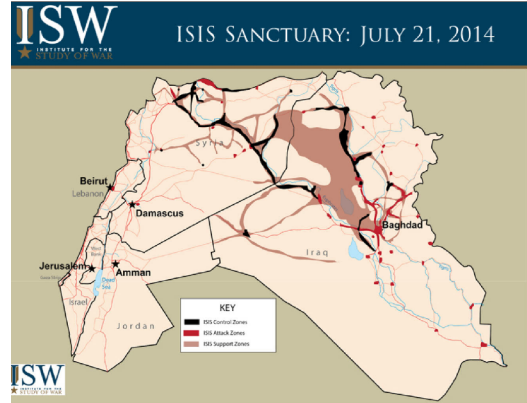 ISW
INSTITUTE FOR THE
STUDY OF WAR
ISIS SANCTUARY: JULY 21, 2014
Syria
Beirut
Lebanon
Damascus
Baghdad
Iraq
West
Bank
Jerusalem
Amman
Dead
Sea
Israel
Jordan
KEY
ISIS Control Zones
ISIS Attack Zones
ISIS Support Zones
ISW
INSTITUTE FOR THE
STUDY OF WAR